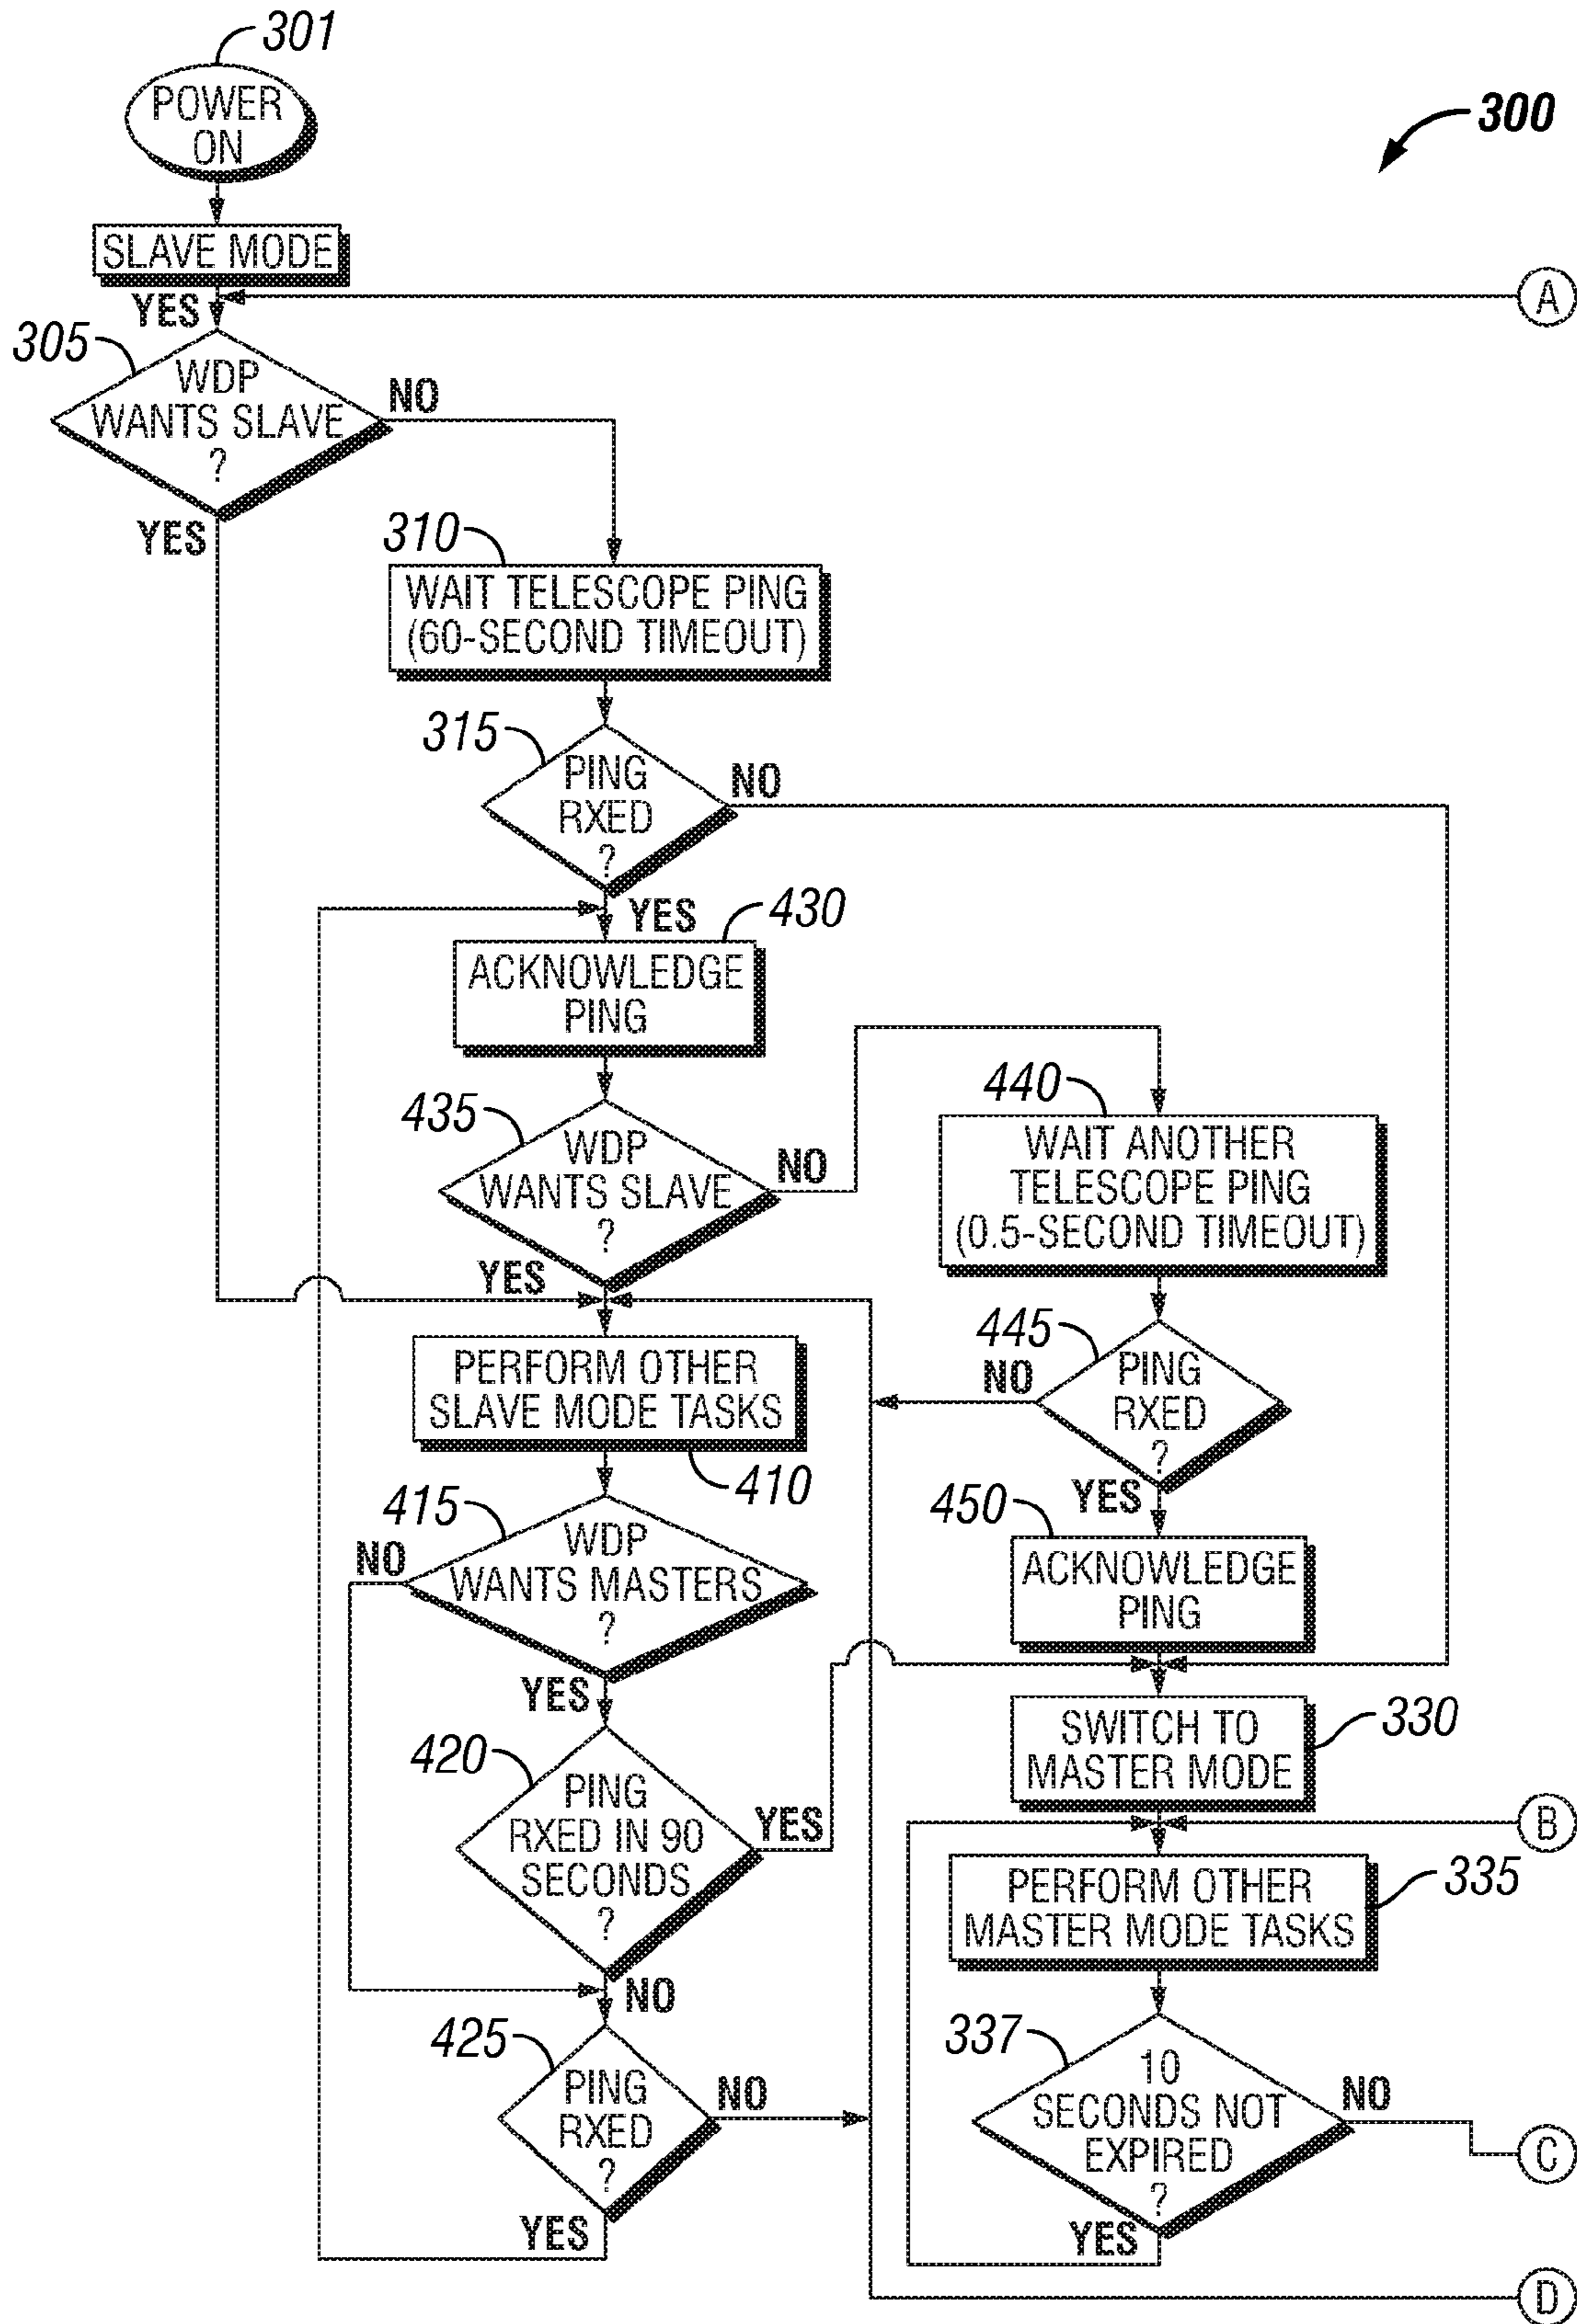 301
POWER
ON
300
SLAVE MODE
YES
A
305
WDP
WANTS SLAVE
?
NO
YES
310
WAIT TELESCOPE PING
(60-SECOND TIMEOUT)
315
PING
RXED
?
NO
YES
430
ACKNOWLEDGE
PING
435
WDP
WANTS SLAVE
?
NO
YES
440
WAIT ANOTHER
TELESCOPE PING
(0.5-SECOND TIMEOUT)
445
PING
RXED
?
NO
YES
PERFORM OTHER
SLAVE MODE TASKS
410
415
WDP
WANTS MASTERS
?
NO
YES
450
ACKNOWLEDGE
PING
420
PING
RXED IN 90
SECONDS
?
YES
NO
SWITCH TO
MASTER MODE
330
B
PERFORM OTHER
MASTER MODE TASKS
335
425
PING
RXED
?
NO
YES
337
10
SECONDS NOT
EXPIRED
?
NO
YES
C
D